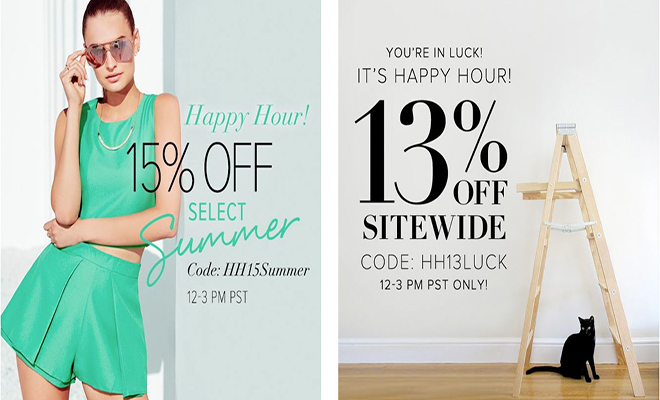 Happy Hour!
15% OFF
SELECT
Summer
Code: HH15Summer
12-3 PM PST
YOU'RE IN LUCK!
IT'S HAPPY HOUR!
13%
OFF
SITEWIDE
CODE: HH13LUCK
12-3 PM PST ONLY!